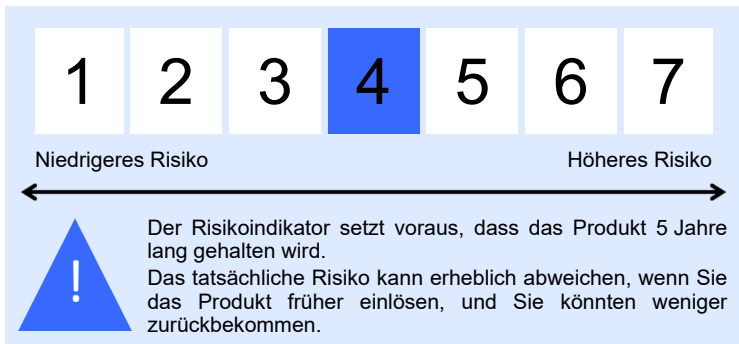 1 2 3 4 5 6 7
Niedrigeres Risiko Höheres Risiko
!
Der Risikoindikator setzt voraus, dass das Produkt 5 Jahre
lang gehalten wird.
Das tatsächliche Risiko kann erheblich abweichen, wenn Sie
das Produkt früher einlösen, und Sie könnten weniger
zurückbekommen.